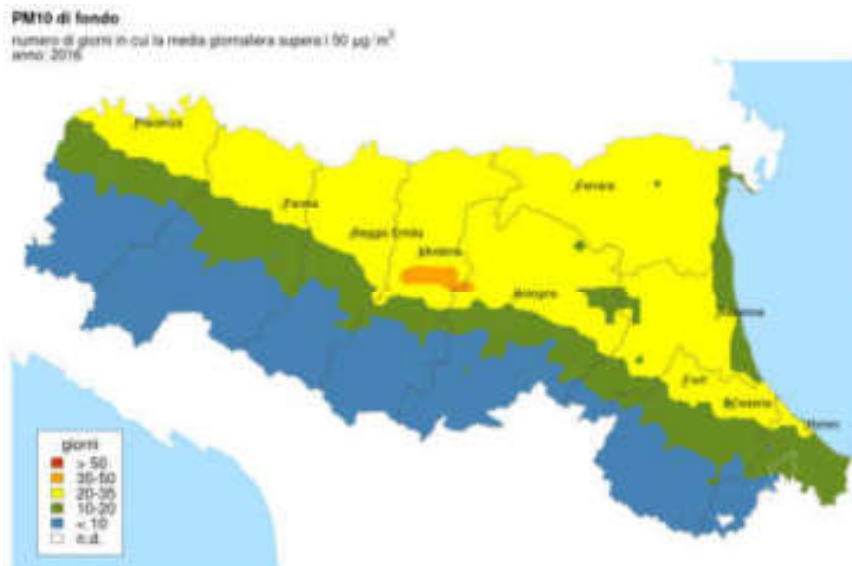 PM10 di fondo
numero di giorni in cui la media giornaliera supera i 50 µg/m³
anno: 2016
Piacenza
Parma
Reggio Emilia
Modena
Ferrara
Bologna
Ravenna
Forlì
Cesena
Rimini
giorni
> 50
35-50
20-35
10-20
< 10
n.d.